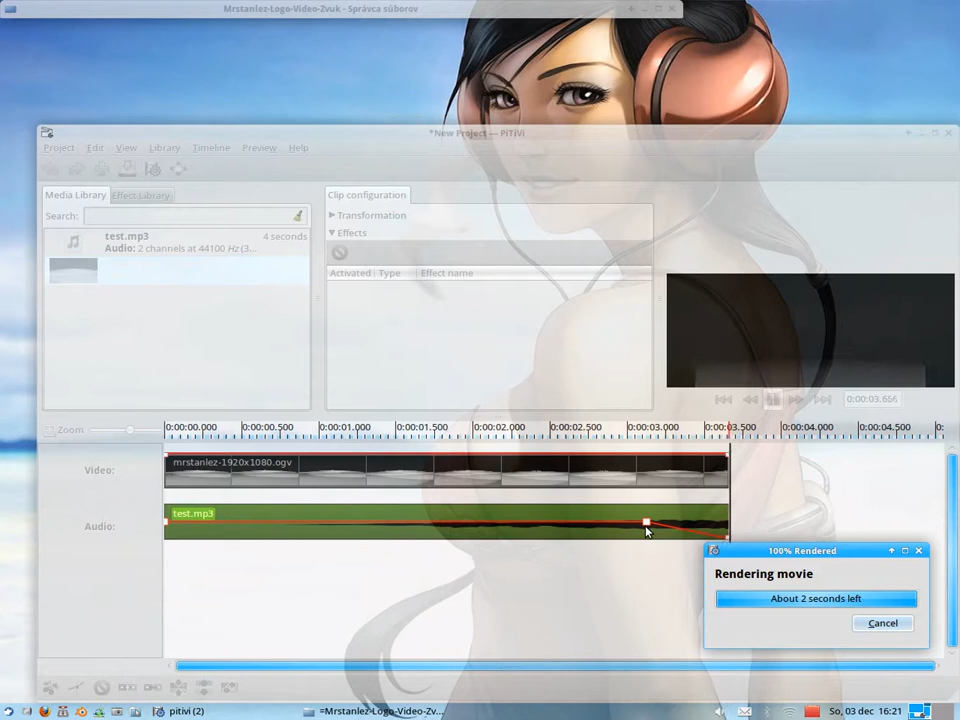 Mrstanlez-Logo-Video-Zvuk - Správca súborov
*New Project — PiTiVi
Project Edit View Library Timeline Preview Help
Media Library Effect Library
Clip configuration
Search:
Transformation
test.mp3 4 seconds
Audio: 2 channels at 44100 Hz (3...
Effects
Activated Type Effect name
0:00:03.656
Zoom
0:00:00.000 0:00:00.500 0:00:01.000 0:00:01.500 0:00:02.000 0:00:02.500 0:00:03.000 0:00:03.500 0:00:04.000 0:00:04.500 0:
Video:
mrstanlez-1920x1080.ogv
Audio:
test.mp3
100% Rendered
Rendering movie
About 2 seconds left
Cancel
pitivi (2)
=Mrstanlez-Logo-Video-Zv...
So, 03 dec 16:21